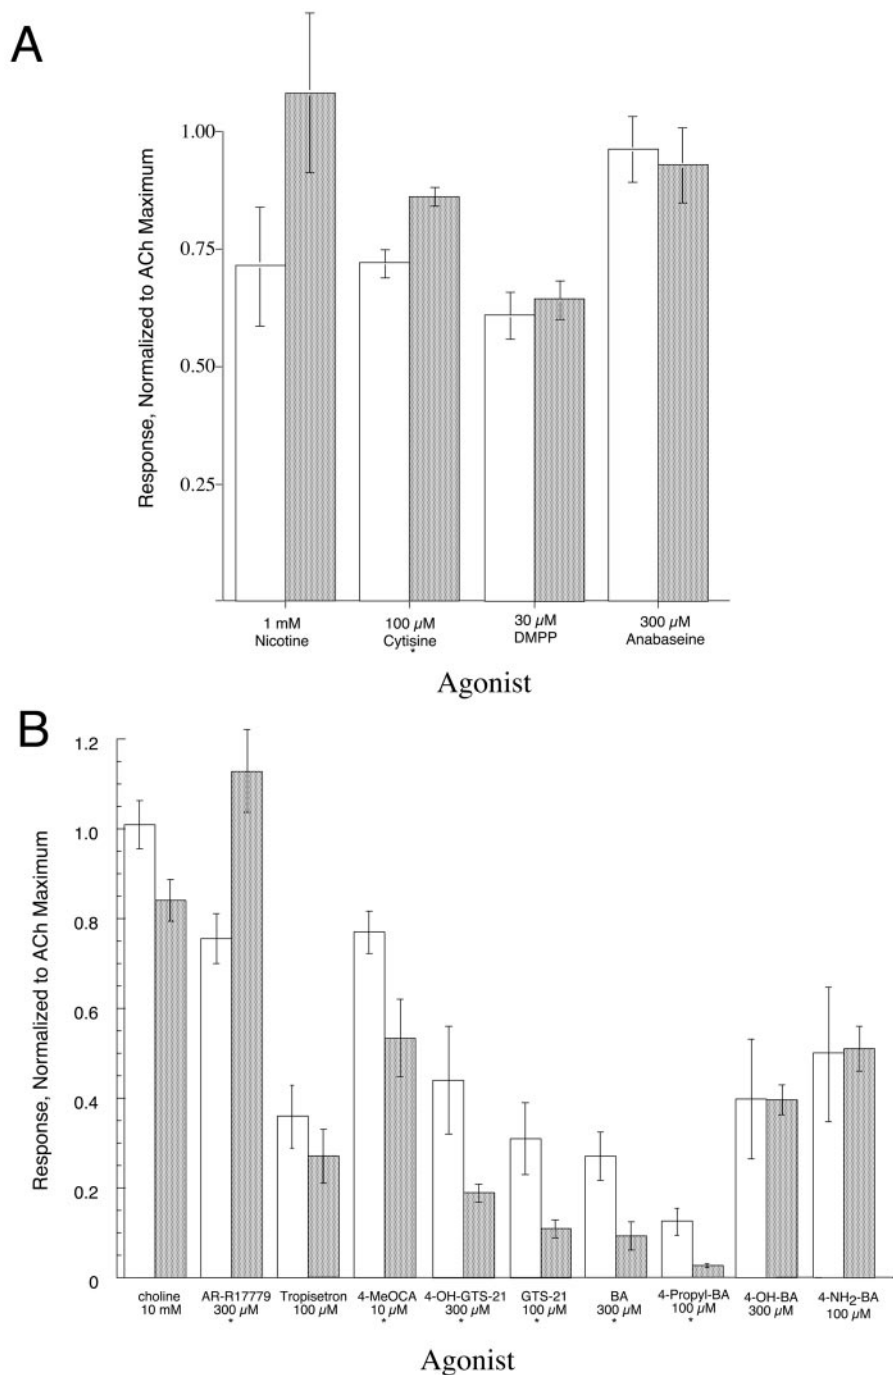 A
Response, Normalized to ACh Maximum
1.00
0.75
0.50
0.25
1 mM
Nicotine
100 µM
Cytisine
*
30 µM
DMPP
300 µM
Anabaseine
Agonist
B
Response, Normalized to ACh Maximum
1.2
1.0
0.8
0.6
0.4
0.2
0
choline
10 mM
AR-R17779
300 µM
*
Tropisetron
100 µM
4-MeOCA
10 µM
*
4-OH-GTS-21
300 µM
*
GTS-21
100 µM
*
BA
300 µM
*
4-Propyl-BA
100 µM
*
4-OH-BA
300 µM
4-NH₂-BA
100 µM
Agonist